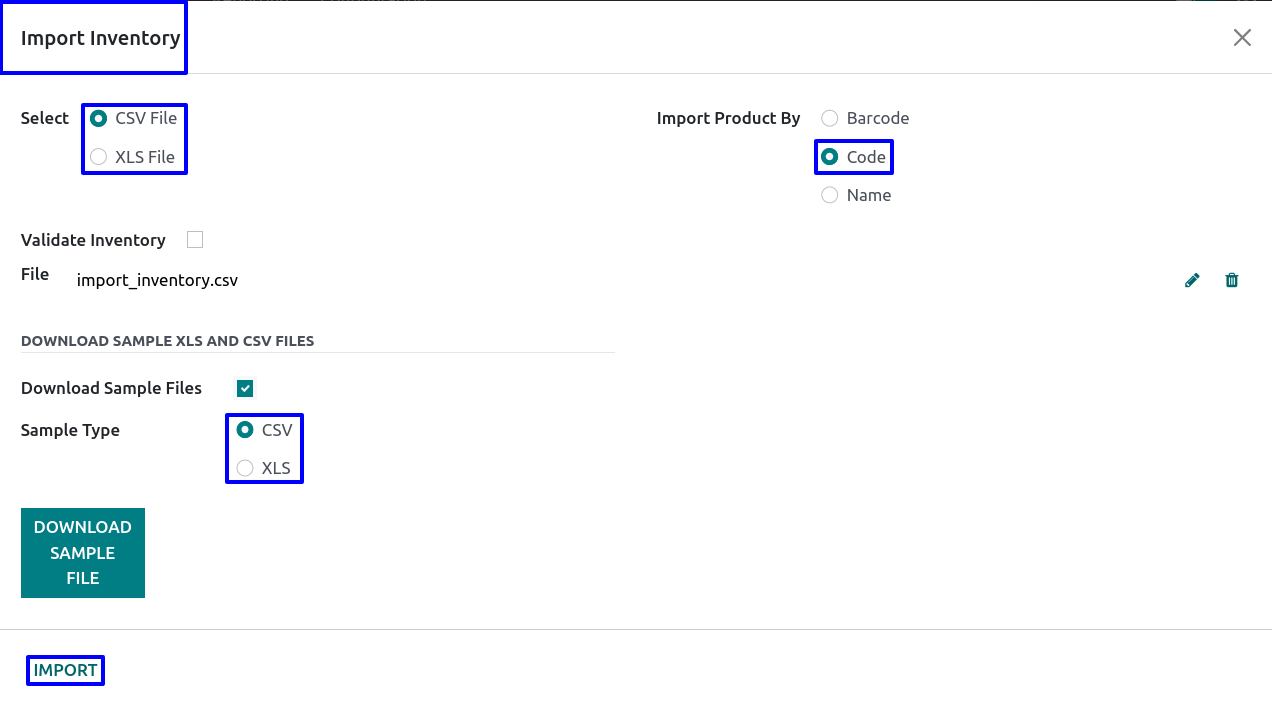 Import Inventory
Select
CSV File
XLS File
Import Product By
Barcode
Code
Name
Validate Inventory
File
import_inventory.csv
DOWNLOAD SAMPLE XLS AND CSV FILES
Download Sample Files
Sample Type
CSV
XLS
DOWNLOAD
SAMPLE
FILE
IMPORT